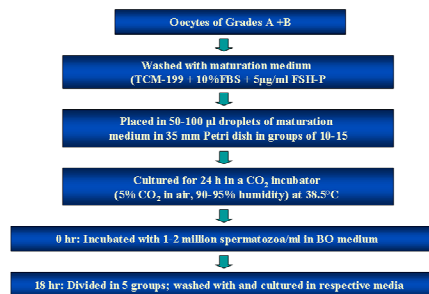 Oocytes of Grades A +B
Washed with maturation medium
(TCM-199 + 10%FBS + 5µg/ml FSH-P
Placed in 50-100 µl droplets of maturation
medium in 35 mm Petri dish in groups of 10-15
Cultured for 24 h in a CO₂ incubator
(5% CO₂ in air, 90-95% humidity) at 38.5°C
0 hr: Incubated with 1-2 million spermatozoa/ml in BO medium
18 hr: Divided in 5 groups; washed with and cultured in respective media